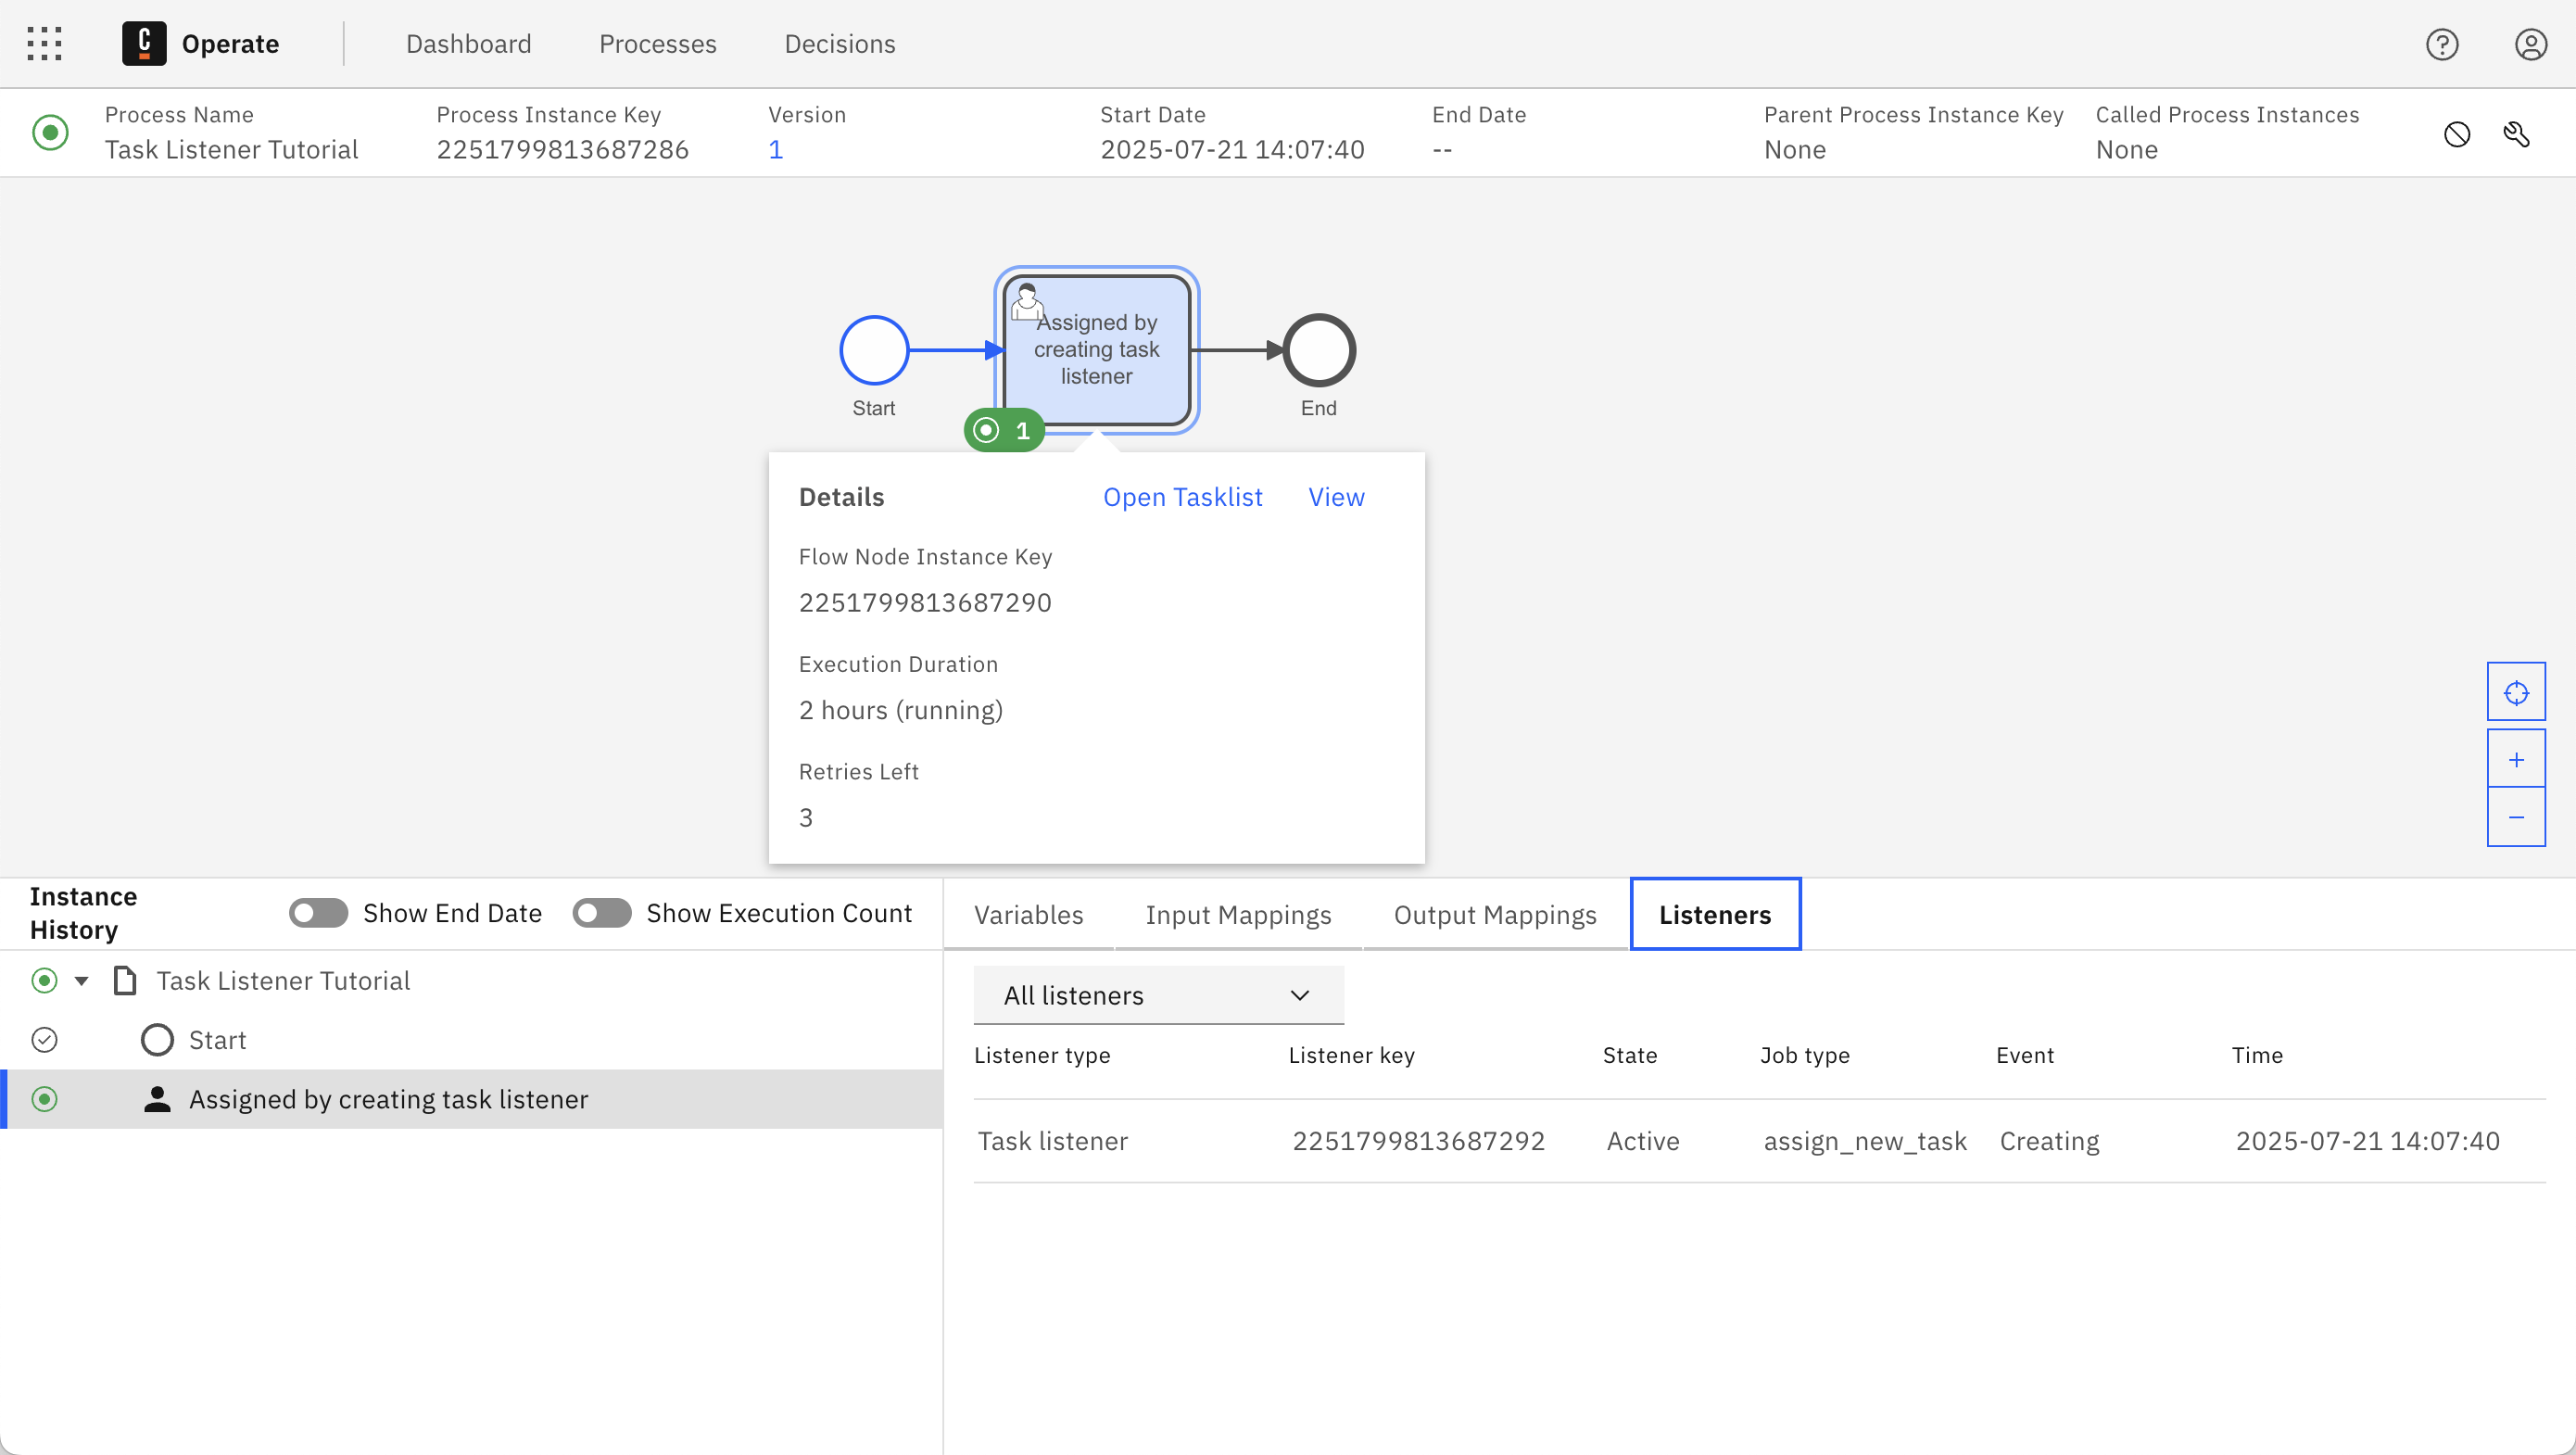 Operate
Dashboard
Processes
Decisions
Process Name
Task Listener Tutorial
Process Instance Key
2251799813687286
Version
1
Start Date
2025-07-21 14:07:40
End Date
--
Parent Process Instance Key
None
Called Process Instances
None
Assigned by
creating task
listener
Start
End
1
Details
Open Tasklist
View
Flow Node Instance Key
2251799813687290
Execution Duration
2 hours (running)
Retries Left
3
Instance
History
Show End Date
Show Execution Count
Task Listener Tutorial
Start
Assigned by creating task listener
Variables
Input Mappings
Output Mappings
Listeners
All listeners
Listener type
Listener key
State
Job type
Event
Time
Task listener
2251799813687292
Active
assign_new_task
Creating
2025-07-21 14:07:40